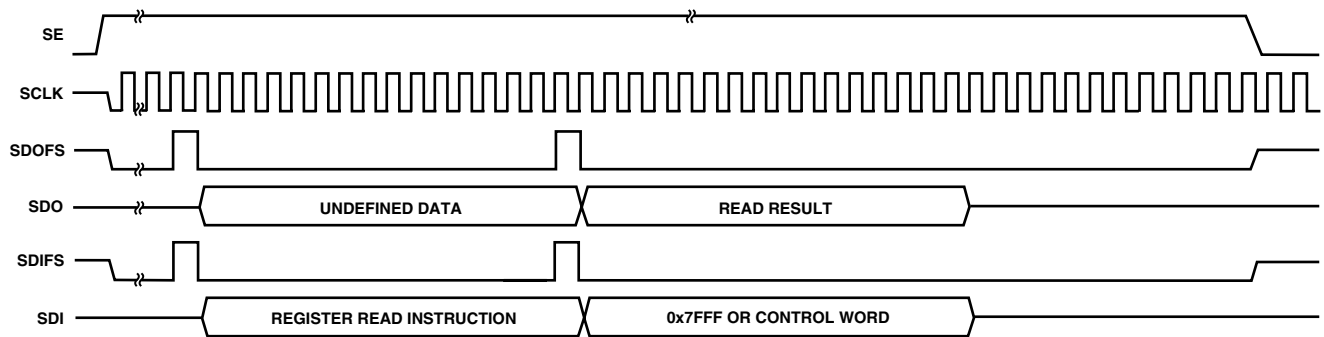 SE
SCLK
SDOFS
SDO
UNDEFINED DATA
READ RESULT
SDIFS
SDI
REGISTER READ INSTRUCTION
0x7FFF OR CONTROL WORD